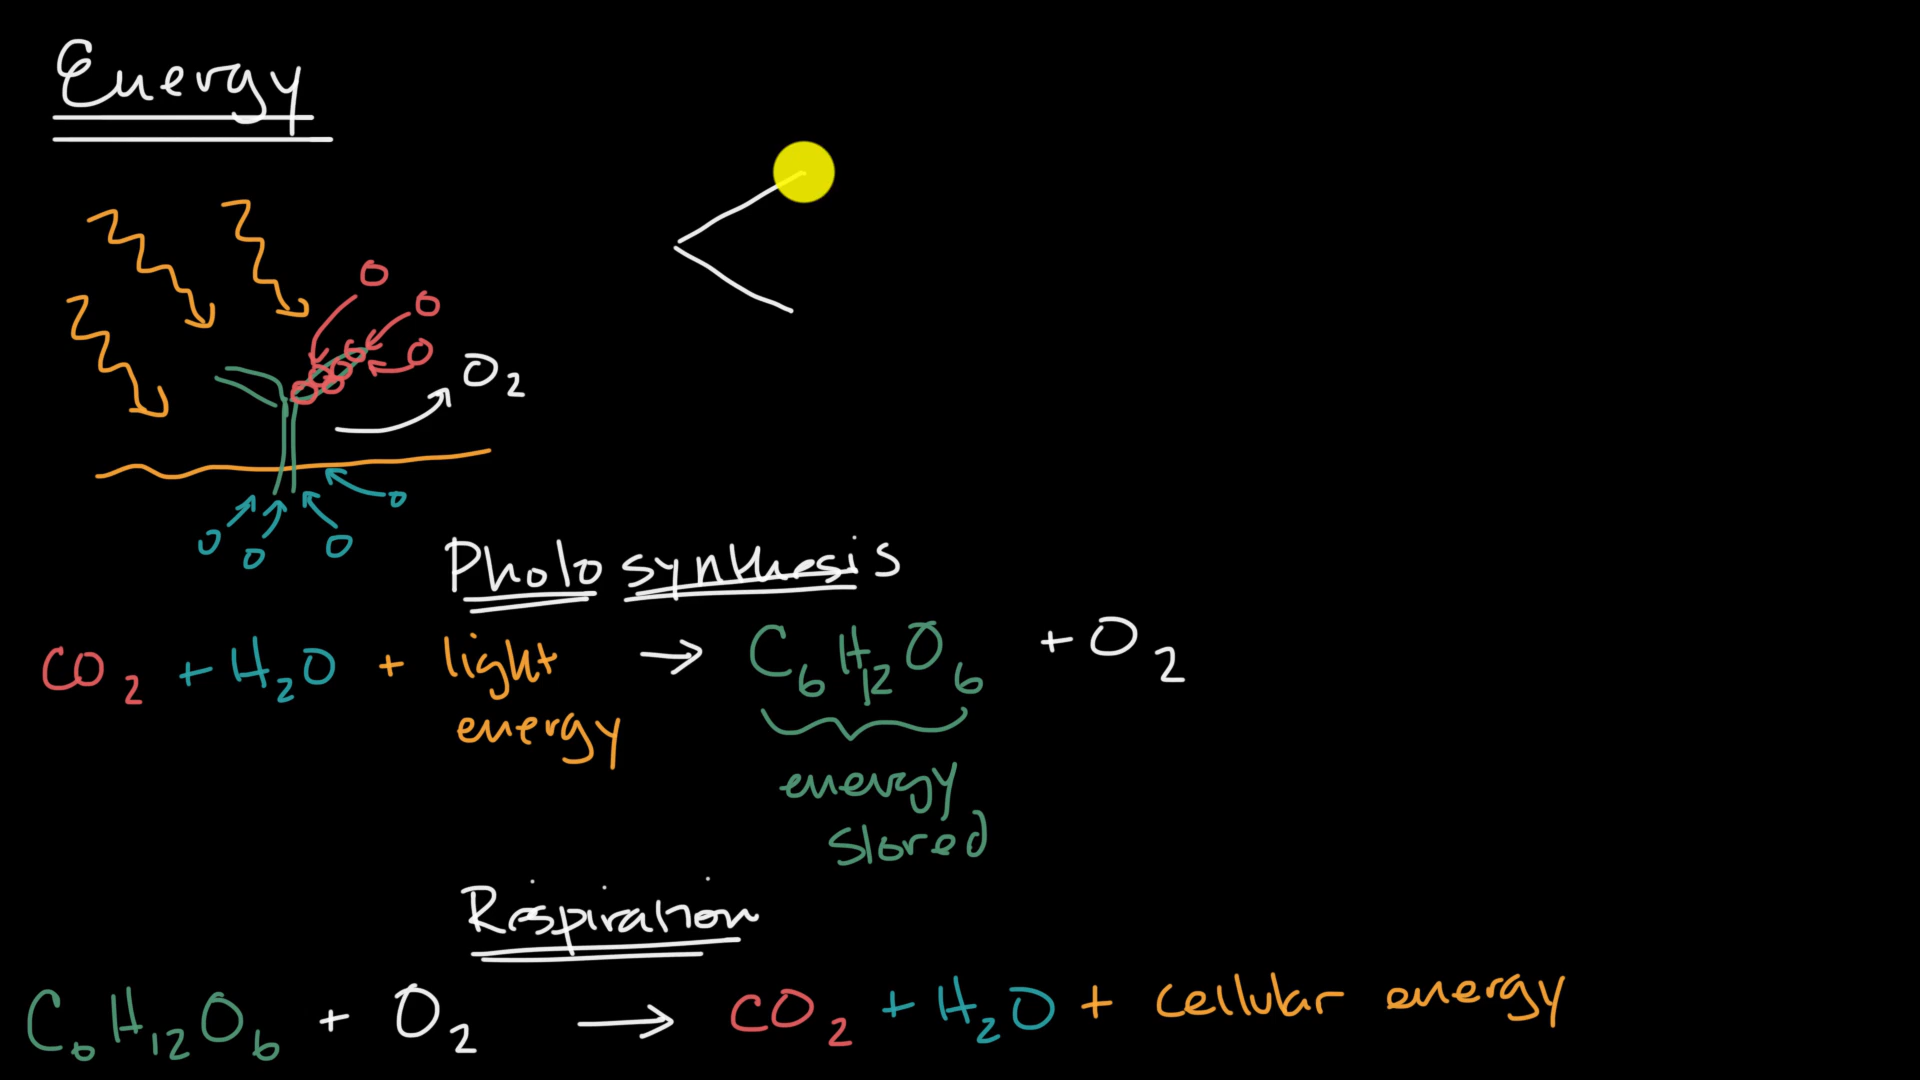 Energy
O
O
O
O₂
O O O O
Photosynthesis
CO₂ + H₂O + light energy → C₆H₁₂O₆ + O₂
energy
stored
Respiration
C₆H₁₂O₆ + O₂ → CO₂ + H₂O + cellular energy